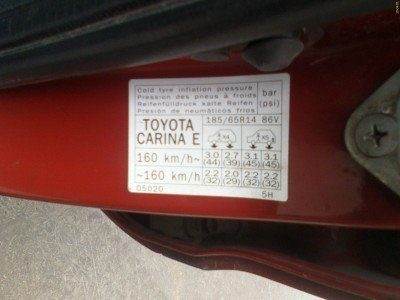 Cold tyre inflation pressure
Pression des pneus à froids
Reifenfülldruck kalte Reifen
Presión de neumáticos fríos
bar
(psi)
TOYOTA
CARINA E
185/65R14 86V
X4 X5
160 km/h~ 3.0 2.7 3.1 3.1
(44) (39) (45) (45)
~160 km/h 2.2 2.0 2.2 2.2
(32) (29) (32) (32)
05020 5H